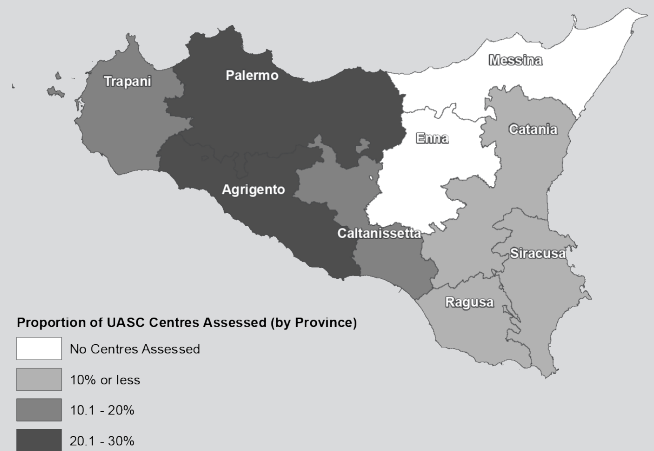 Messina
Palermo
Trapani
Catania
Enna
Agrigento
Caltanissetta
Siracusa
Ragusa
Proportion of UASC Centres Assessed (by Province)
No Centres Assessed
10% or less
10.1 - 20%
20.1 - 30%